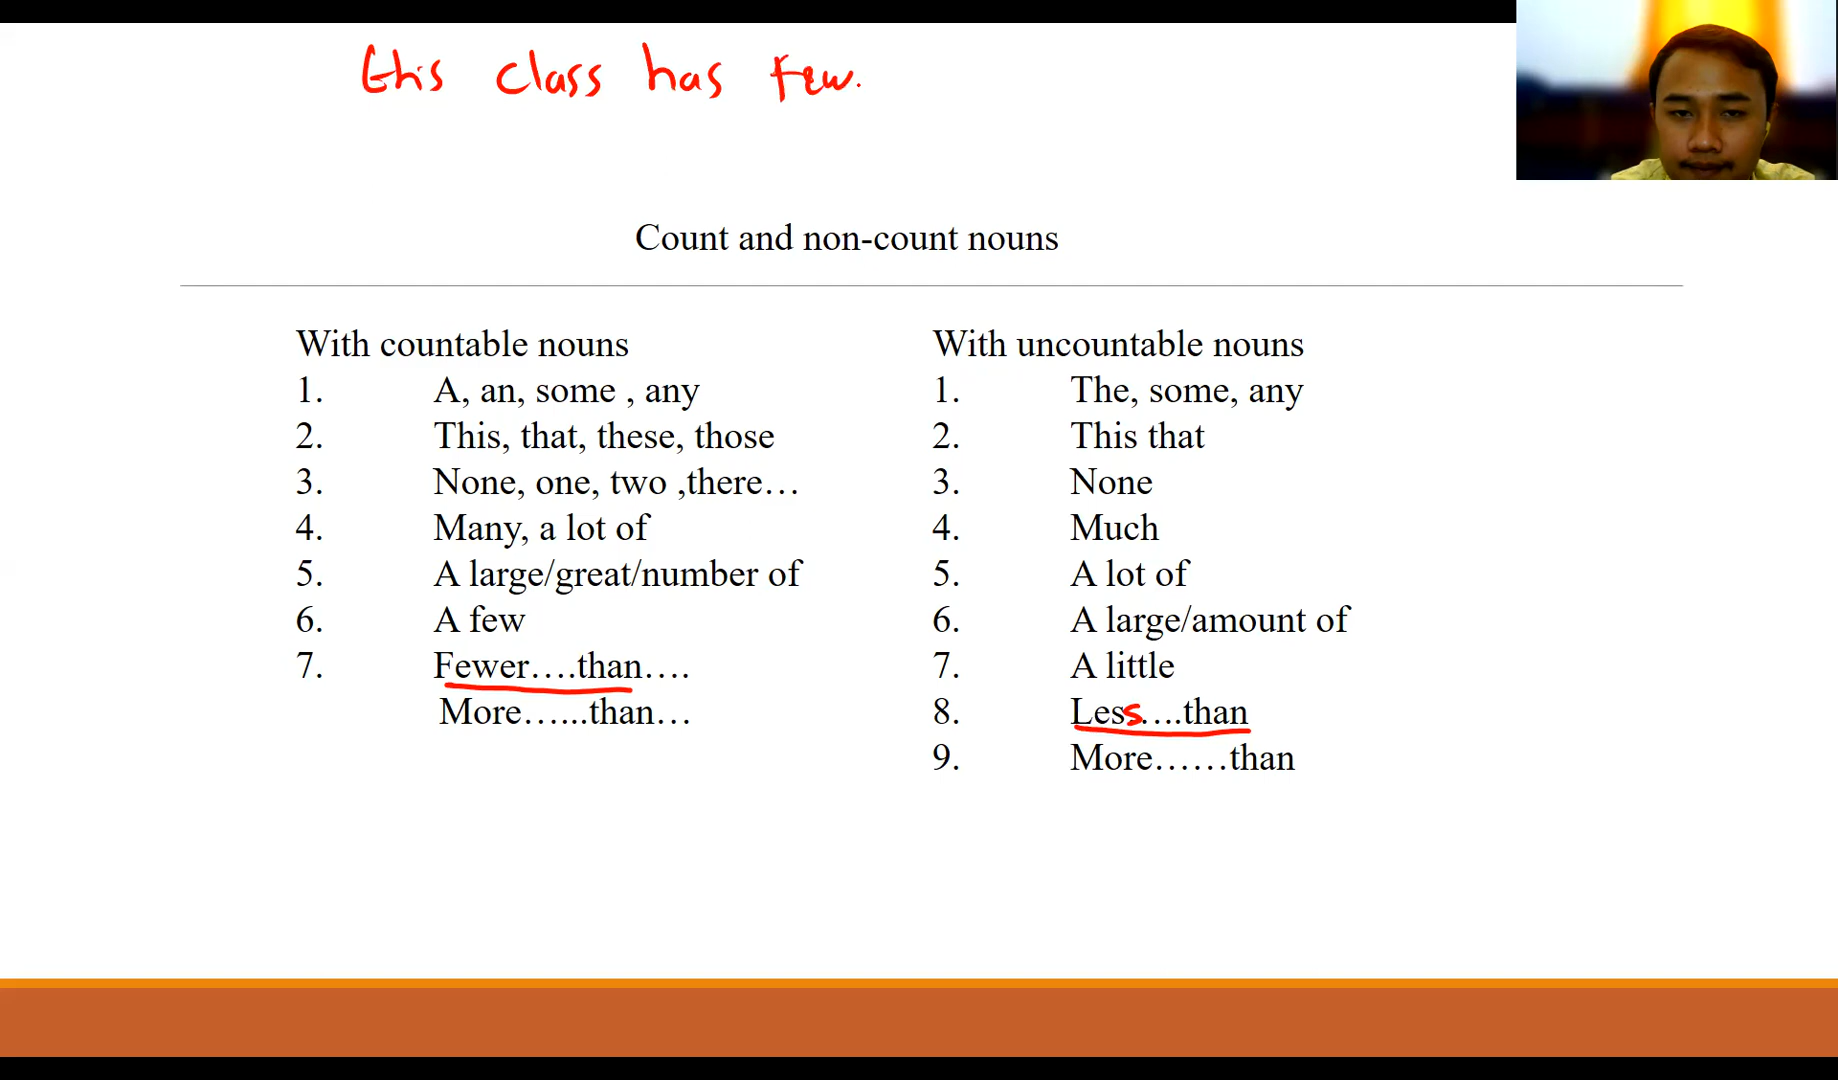 this class has few.
Count and non-count nouns
With countable nouns
1. A, an, some , any
2. This, that, these, those
3. None, one, two ,there…
4. Many, a lot of
5. A large/great/number of
6. A few
7. Fewer….than….
More…...than…
With uncountable nouns
1. The, some, any
2. This that
3. None
4. Much
5. A lot of
6. A large/amount of
7. A little
8. Less….than
9. More……than